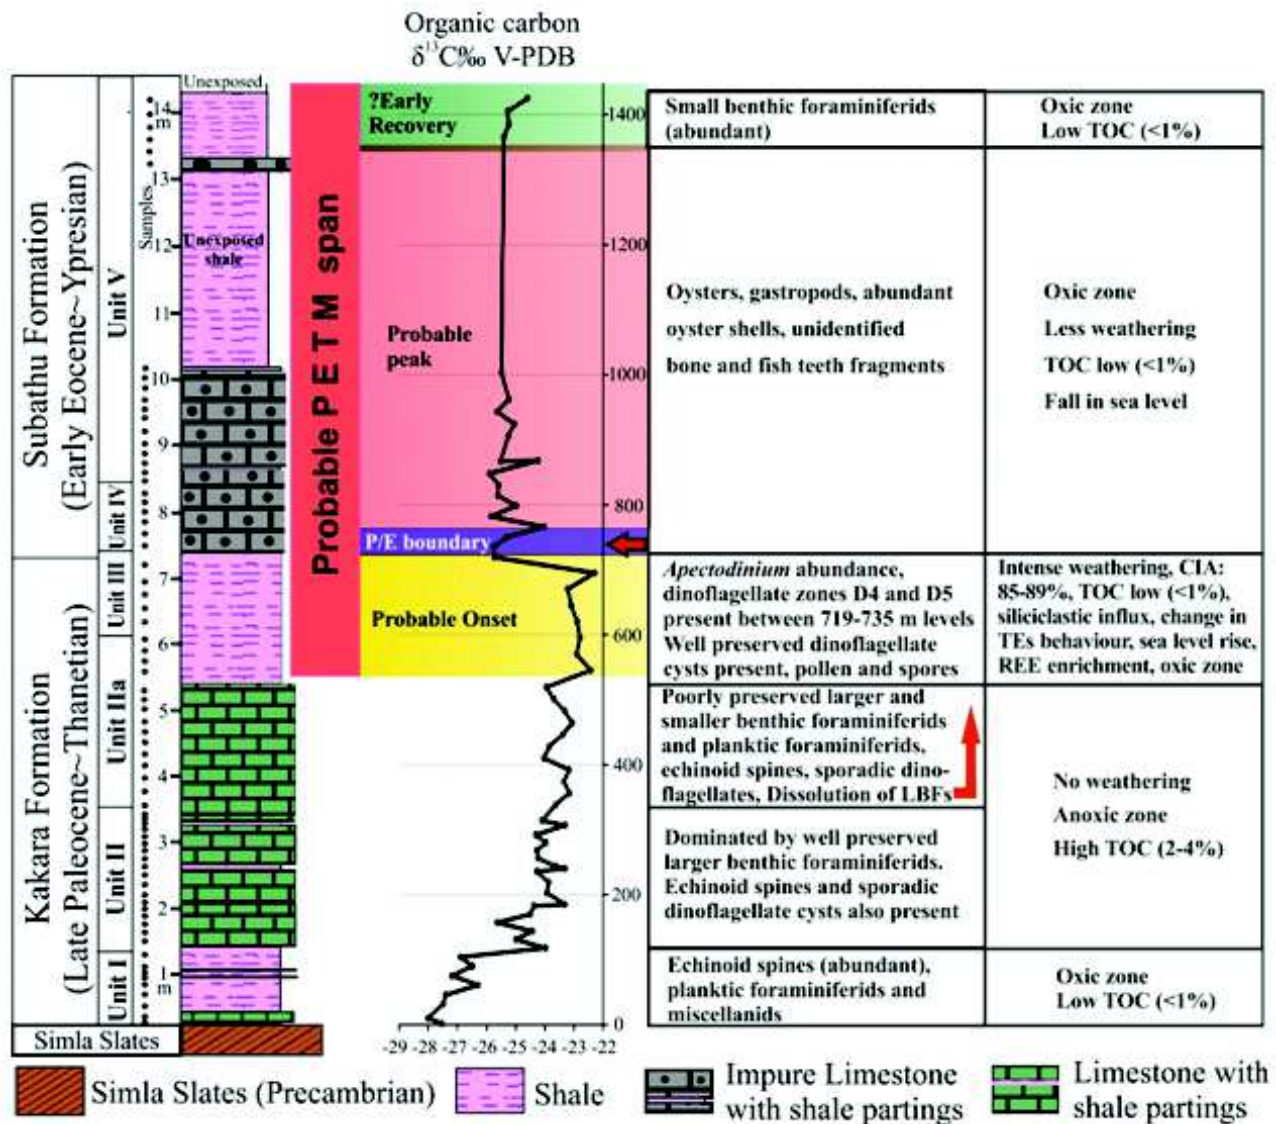 Organic carbon
δ¹³C‰ V-PDB
Unexposed
14
m
13
12
11
10
9
8
7
6
5
4
3
2
1
m
Samples
Unexposed
shale
Subathu Formation
(Early Eocene~Ypresian)
Kakara Formation
(Late Paleocene~Thanetian)
Unit V
Unit IV
Unit III
Unit IIa
Unit II
Unit I
Simla Slates
Probable P E T M span
?Early
Recovery
Probable
peak
P/E boundary
Probable Onset
1400
1200
1000
800
600
400
200
0
-29 -28 -27 -26 -25 -24 -23 -22
Small benthic foraminiferids
(abundant)
Oxic zone
Low TOC (<1%)
Oysters, gastropods, abundant
oyster shells, unidentified
bone and fish teeth fragments
Oxic zone
Less weathering
TOC low (<1%)
Fall in sea level
Apectodinium abundance,
dinoflagellate zones D4 and D5
present between 719-735 m levels
Well preserved dinoflagellate
cysts present, pollen and spores
Intense weathering, CIA:
85-89%, TOC low (<1%),
siliciclastic influx, change in
TEs behaviour, sea level rise,
REE enrichment, oxic zone
Poorly preserved larger and
smaller benthic foraminiferids
and planktic foraminiferids,
echinoid spines, sporadic dino-
flagellates, Dissolution of LBFs
No weathering
Anoxic zone
High TOC (2-4%)
Dominated by well preserved
larger benthic foraminiferids.
Echinoid spines and sporadic
dinoflagellate cysts also present
Echinoid spines (abundant),
planktic foraminiferids and
miscellanids
Oxic zone
Low TOC (<1%)
Simla Slates (Precambrian)
Shale
Impure Limestone
with shale partings
Limestone with
shale partings